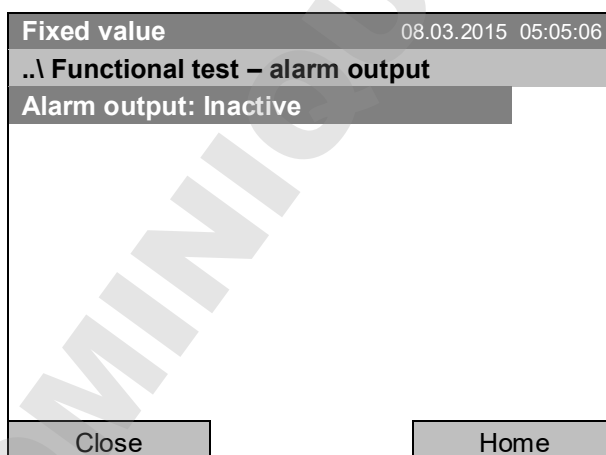 Fixed value 08.03.2015 05:05:06
..\ Functional test – alarm output
Alarm output: Inactive
Close Home